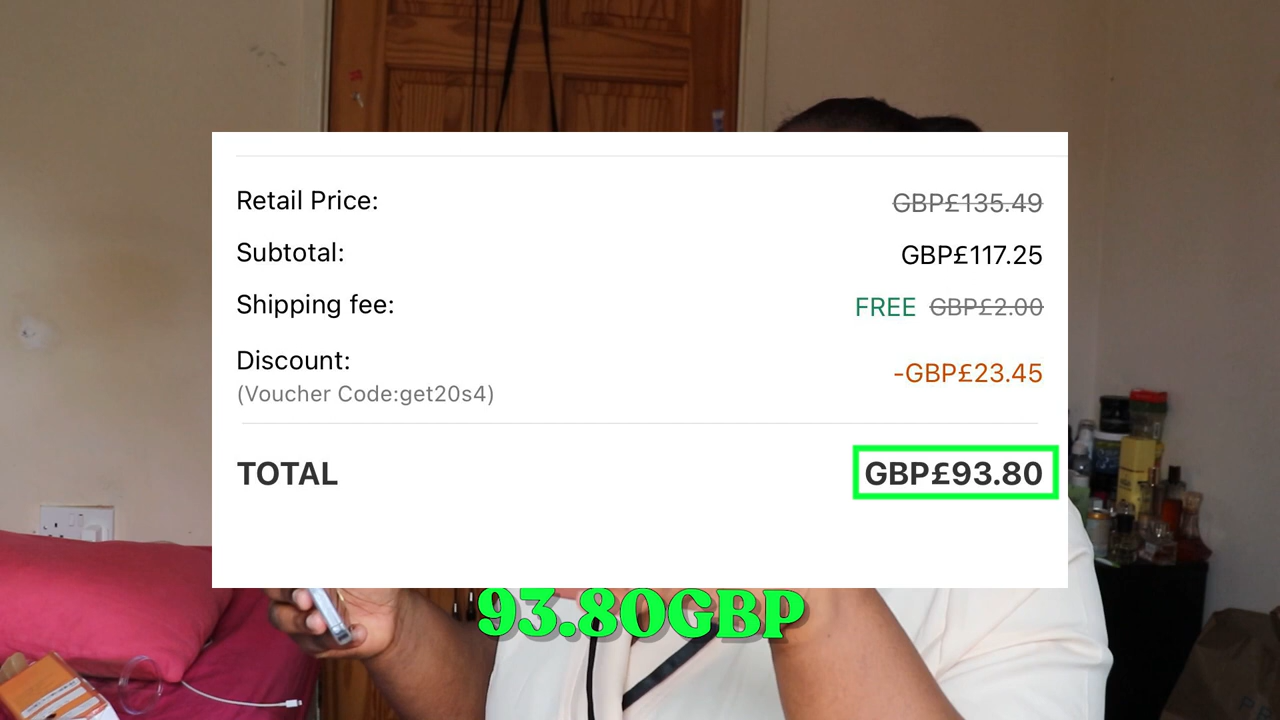 Retail Price: GBP£135.49
Subtotal: GBP£117.25
Shipping fee: FREE GBP£2.00
Discount: -GBP£23.45
(Voucher Code:get20s4)
TOTAL GBP£93.80
93.80GBP